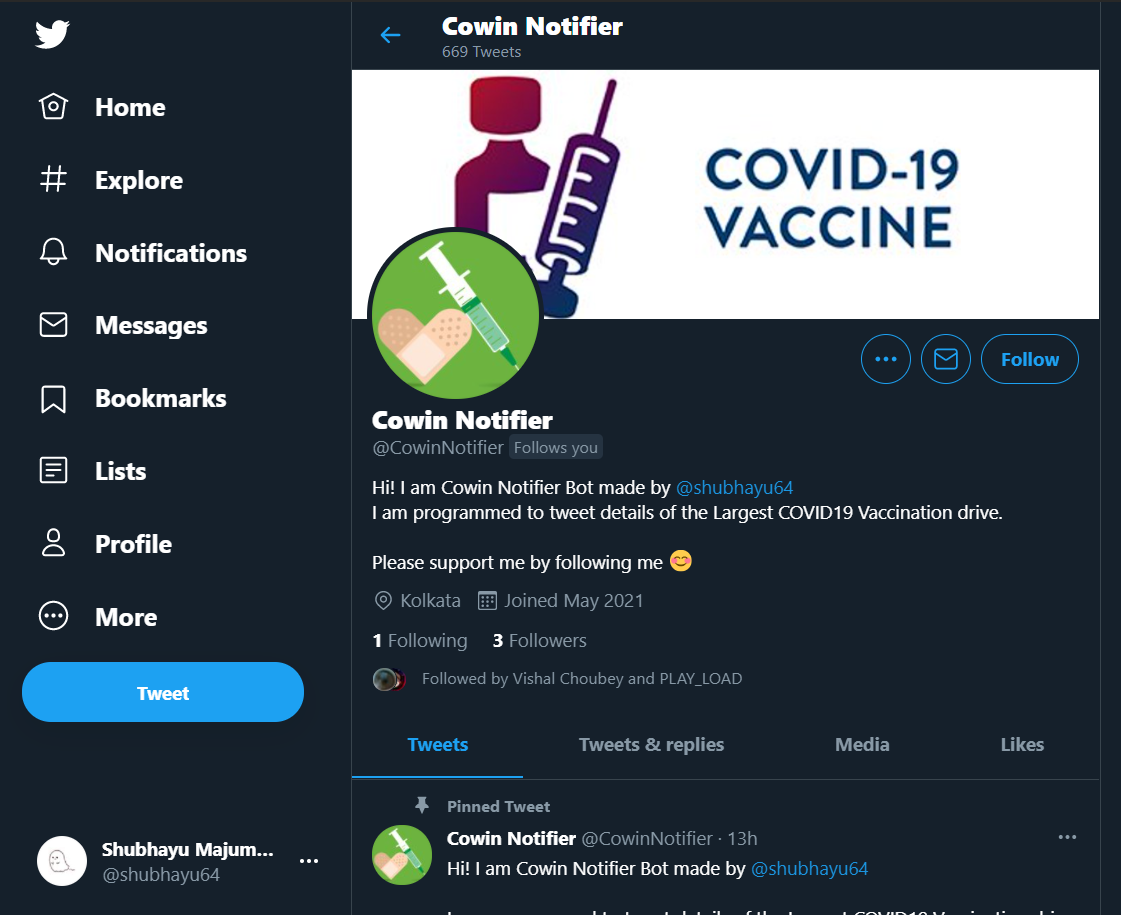 Home
Explore
Notifications
Messages
Bookmarks
Lists
Profile
More
Tweet
Shubhayu Majum...
@shubhayu64
Cowin Notifier
669 Tweets
COVID-19
VACCINE
Follow
Cowin Notifier
@CowinNotifier Follows you
Hi! I am Cowin Notifier Bot made by @shubhayu64
I am programmed to tweet details of the Largest COVID19 Vaccination drive.
Please support me by following me 😊
Kolkata Joined May 2021
1 Following 3 Followers
Followed by Vishal Choubey and PLAY_LOAD
Tweets Tweets & replies Media Likes
Pinned Tweet
Cowin Notifier @CowinNotifier · 13h
Hi! I am Cowin Notifier Bot made by @shubhayu64